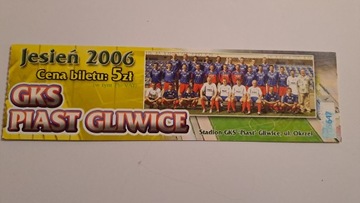 Jesień 2006
Cena biletu: 5zł
GKS
PIAST GLIWICE
Stadion GKS "Piast" Gliwice, ul. Okrzei